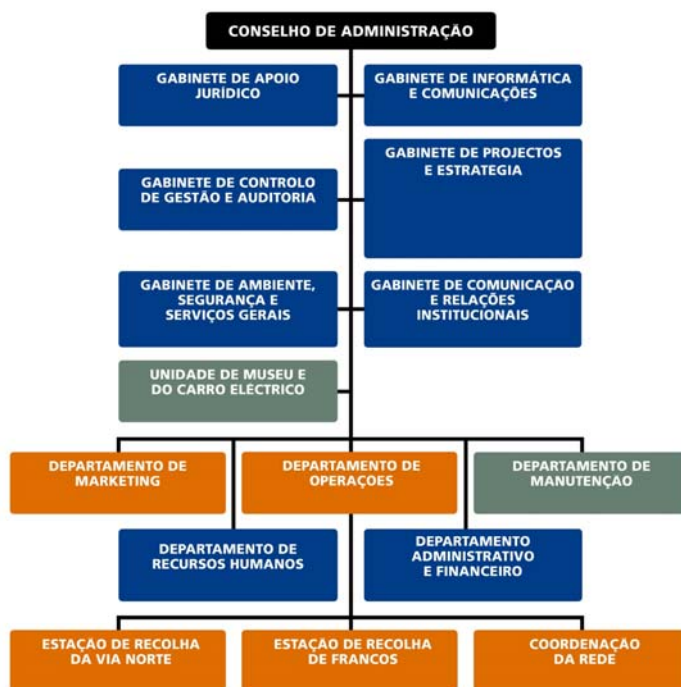 CONSELHO DE ADMINISTRAÇÃO
GABINETE DE APOIO
JURÍDICO
GABINETE DE INFORMÁTICA
E COMUNICAÇÕES
GABINETE DE CONTROLO
DE GESTÃO E AUDITORIA
GABINETE DE PROJECTOS
E ESTRATEGIA
GABINETE DE AMBIENTE,
SEGURANÇA E
SERVIÇOS GERAIS
GABINETE DE COMUNICAÇAO
E RELAÇÕES
INSTITUCIONAIS
UNIDADE DE MUSEU E
DO CARRO ELÉCTRICO
DEPARTAMENTO DE
MARKETING
DEPARTAMENTO DE
OPERAÇOES
DEPARTAMENTO DE
MANUTENÇÃO
DEPARTAMENTO DE
RECURSOS HUMANOS
DEPARTAMENTO
ADMINISTRATIVO
E FINANCEIRO
ESTAÇÃO DE RECOLHA
DA VIA NORTE
ESTAÇÃO DE RECOLHA
DE FRANCOS
COORDENAÇÃO
DA REDE